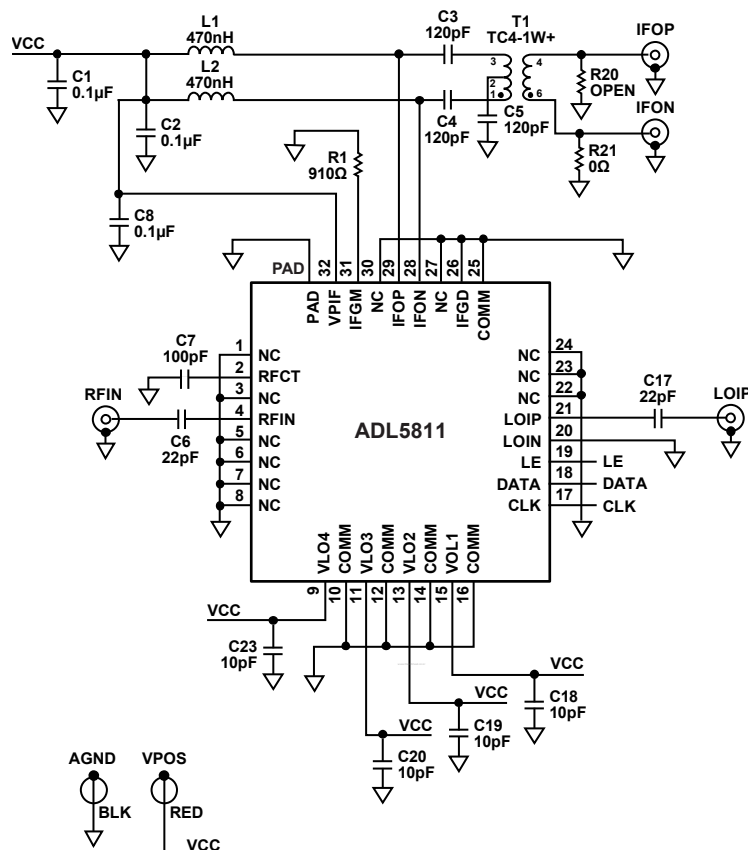 VCC
L1
470nH
L2
470nH
C1
0.1µF
C2
0.1µF
C8
0.1µF
R1
910Ω
C3
120pF
C4
120pF
C5
120pF
T1
TC4-1W+
3
2
1
4
6
R20
OPEN
R21
0Ω
IFOP
IFON
PAD
32
31
30
29
28
27
26
25
PAD
VPIF
IFGM
NC
IFOP
IFON
NC
IFGD
COMM
C7
100pF
RFIN
C6
22pF
1
NC
2
RFCT
3
NC
4
RFIN
5
NC
6
NC
7
NC
8
NC
ADL5811
NC
24
NC
23
NC
22
LOIP
21
LOIN
20
LE
19
LE
DATA
18
DATA
CLK
17
CLK
C17
22pF
LOIP
VLO4
COMM
VLO3
COMM
VLO2
COMM
VOL1
COMM
9
10
11
12
13
14
15
16
VCC
C23
10pF
VCC
C18
10pF
VCC
C19
10pF
VCC
C20
10pF
AGND
BLK
VPOS
RED
VCC